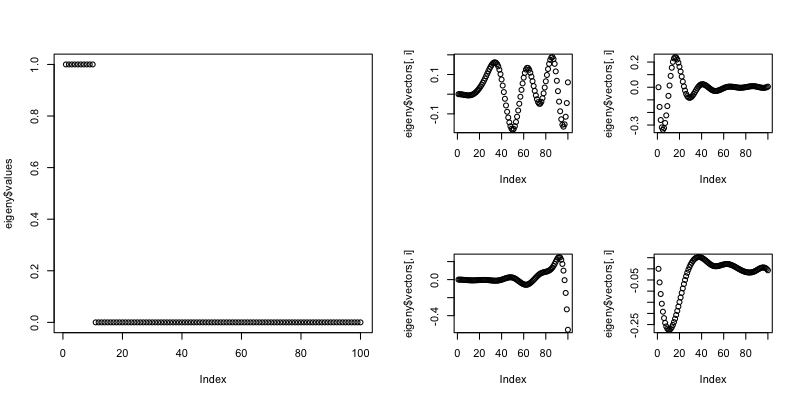 eigeny$values
0.0 0.2 0.4 0.6 0.8 1.0
0 20 40 60 80 100
Index
eigeny$vectors[, i]
-0.1 0.1
0 20 40 60 80
Index
eigeny$vectors[, i]
-0.3 0.0 0.2
0 20 40 60 80
Index
eigeny$vectors[, i]
-0.4 0.0
0 20 40 60 80
Index
eigeny$vectors[, i]
-0.25 -0.05
0 20 40 60 80
Index